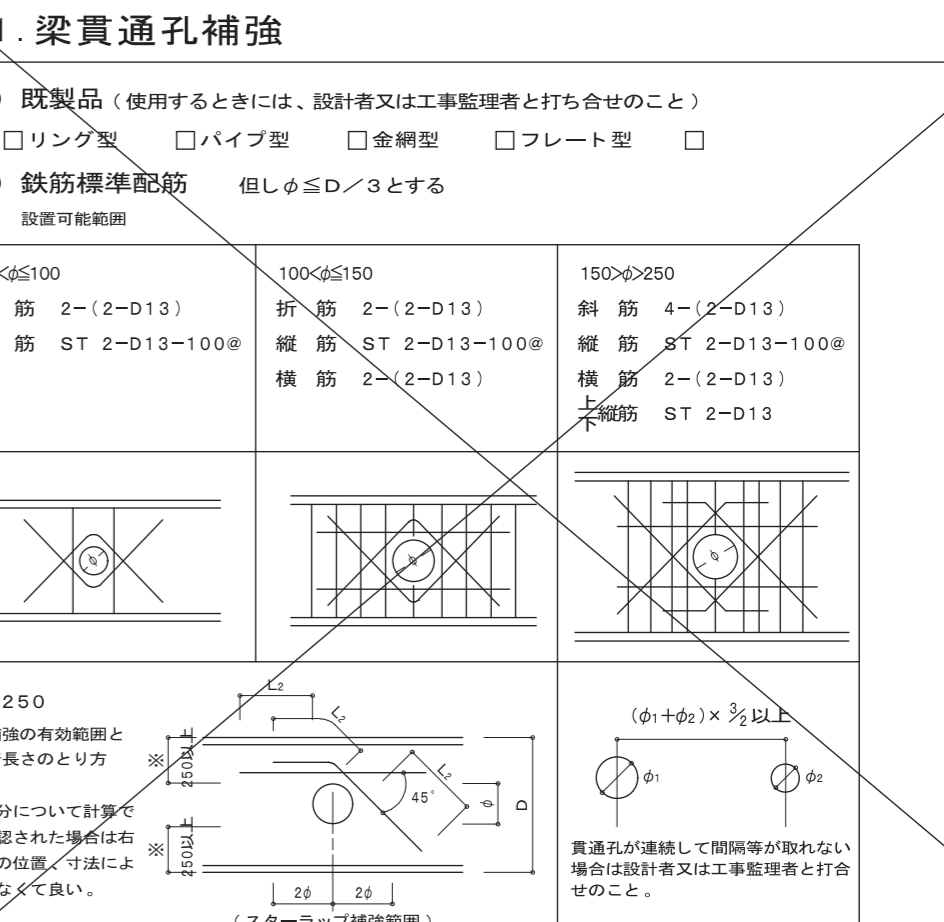 1.梁貫通孔補強
) 既製品(使用するときには、設計者又は工事監理者と打ち合せのこと)
□リング型 □パイプ型 □金網型 □フレート型 □
) 鉄筋標準配筋 但しφ≦D/3とする
設置可能範囲
<φ≦100
筋 2-(2-D13)
筋 ST 2-D13-100@
100<φ≦150
折 筋 2-(2-D13)
縦 筋 ST 2-D13-100@
横 筋 2-(2-D13)
150>φ>250
斜 筋 4-(2-D13)
縦 筋 ST 2-D13-100@
横 筋 2-(2-D13)
上下縦筋 ST 2-D13
φ
φ
φ
250
補強の有効範囲と
長さのとり方
分について計算で
認された場合は右
の位置、寸法によ
なくて良い。
L2
L2
L2
※ 250以上
※ 250以上
45°
φ
D
2φ 2φ
(スターラップ補強範囲)
(φ1+φ2)× 3/2 以上
φ1
φ2
貫通孔が連続して間隔等が取れない
場合は設計者又は工事監理者と打合
せのこと。